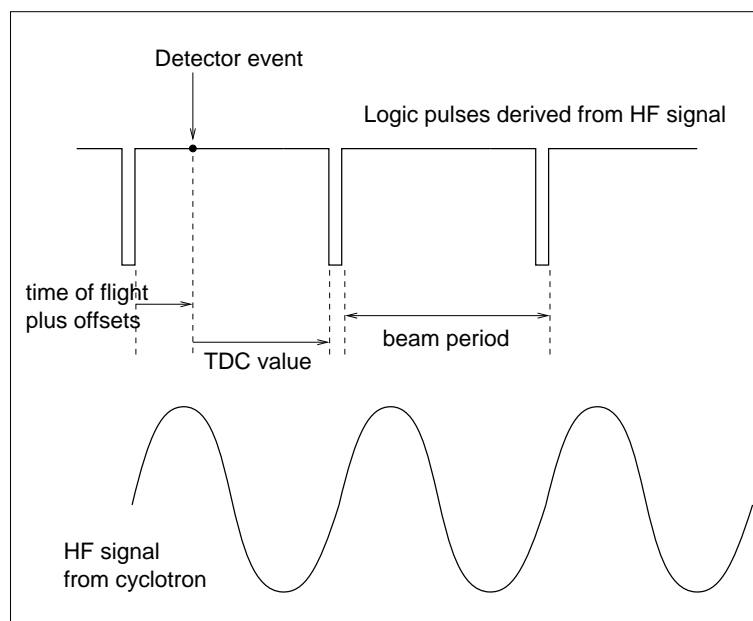 Detector event
Logic pulses derived from HF signal
time of flight
plus offsets
beam period
TDC value
HF signal
from cyclotron